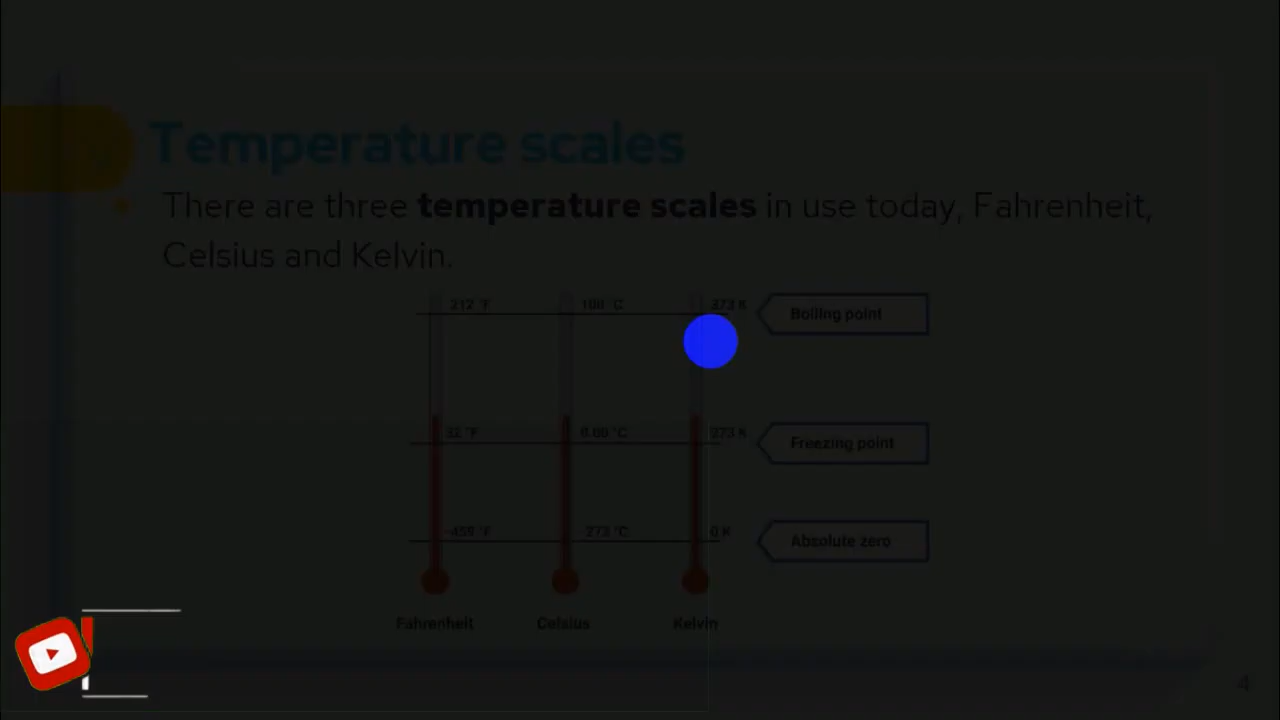 Temperature scales
There are three temperature scales in use today, Fahrenheit,
Celsius and Kelvin.
212 °F 100 °C 373 K Boiling point
32 °F 0.00 °C 273 K Freezing point
-459 °F -273 °C 0 K Absolute zero
Fahrenheit Celsius Kelvin
4